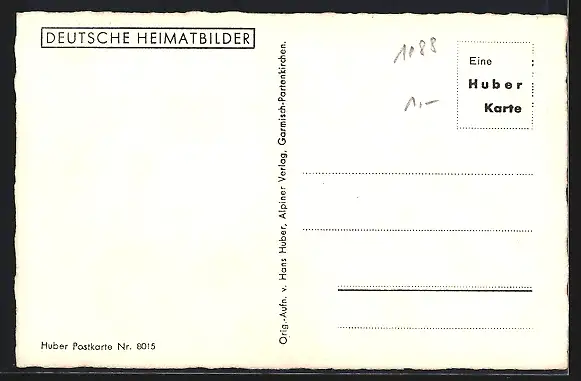 DEUTSCHE HEIMATBILDER
Huber Postkarte Nr. 8015
Orig.-Aufn. v. Hans Huber, Alpiner Verlag, Garmisch-Partenkirchen.
1088
1,-
Eine
Huber
Karte